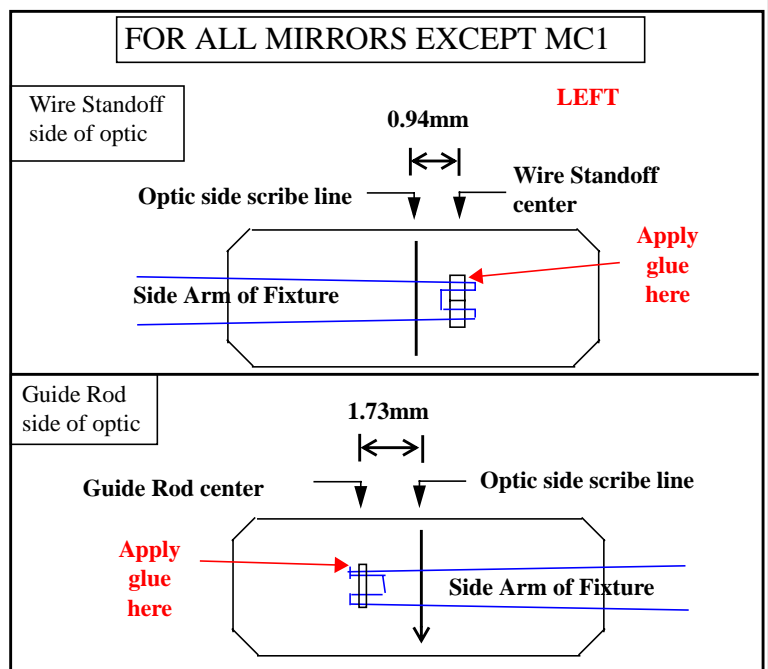 FOR ALL MIRRORS EXCEPT MC1
Wire Standoff
side of optic
LEFT
0.94mm
Optic side scribe line
Wire Standoff
center
Apply
glue
here
Side Arm of Fixture
Guide Rod
side of optic
1.73mm
Guide Rod center
Optic side scribe line
Apply
glue
here
Side Arm of Fixture